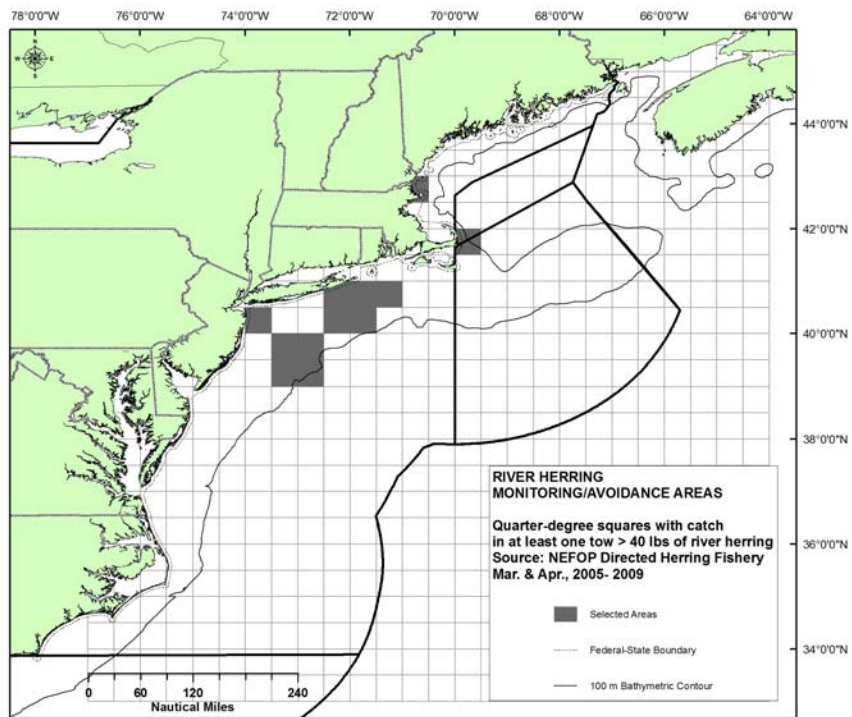 78°0'0"W 76°0'0"W 74°0'0"W 72°0'0"W 70°0'0"W 68°0'0"W 66°0'0"W 64°0'0"W
N
W E
S
44°0'0"N
42°0'0"N
40°0'0"N
38°0'0"N
36°0'0"N
34°0'0"N
RIVER HERRING
MONITORING/AVOIDANCE AREAS
Quarter-degree squares with catch
in at least one tow > 40 lbs of river herring
Source: NEFOP Directed Herring Fishery
Mar. & Apr., 2005- 2009
Selected Areas
Federal-State Boundary
100 m Bathymetric Contour
0 60 120 240
Nautical Miles